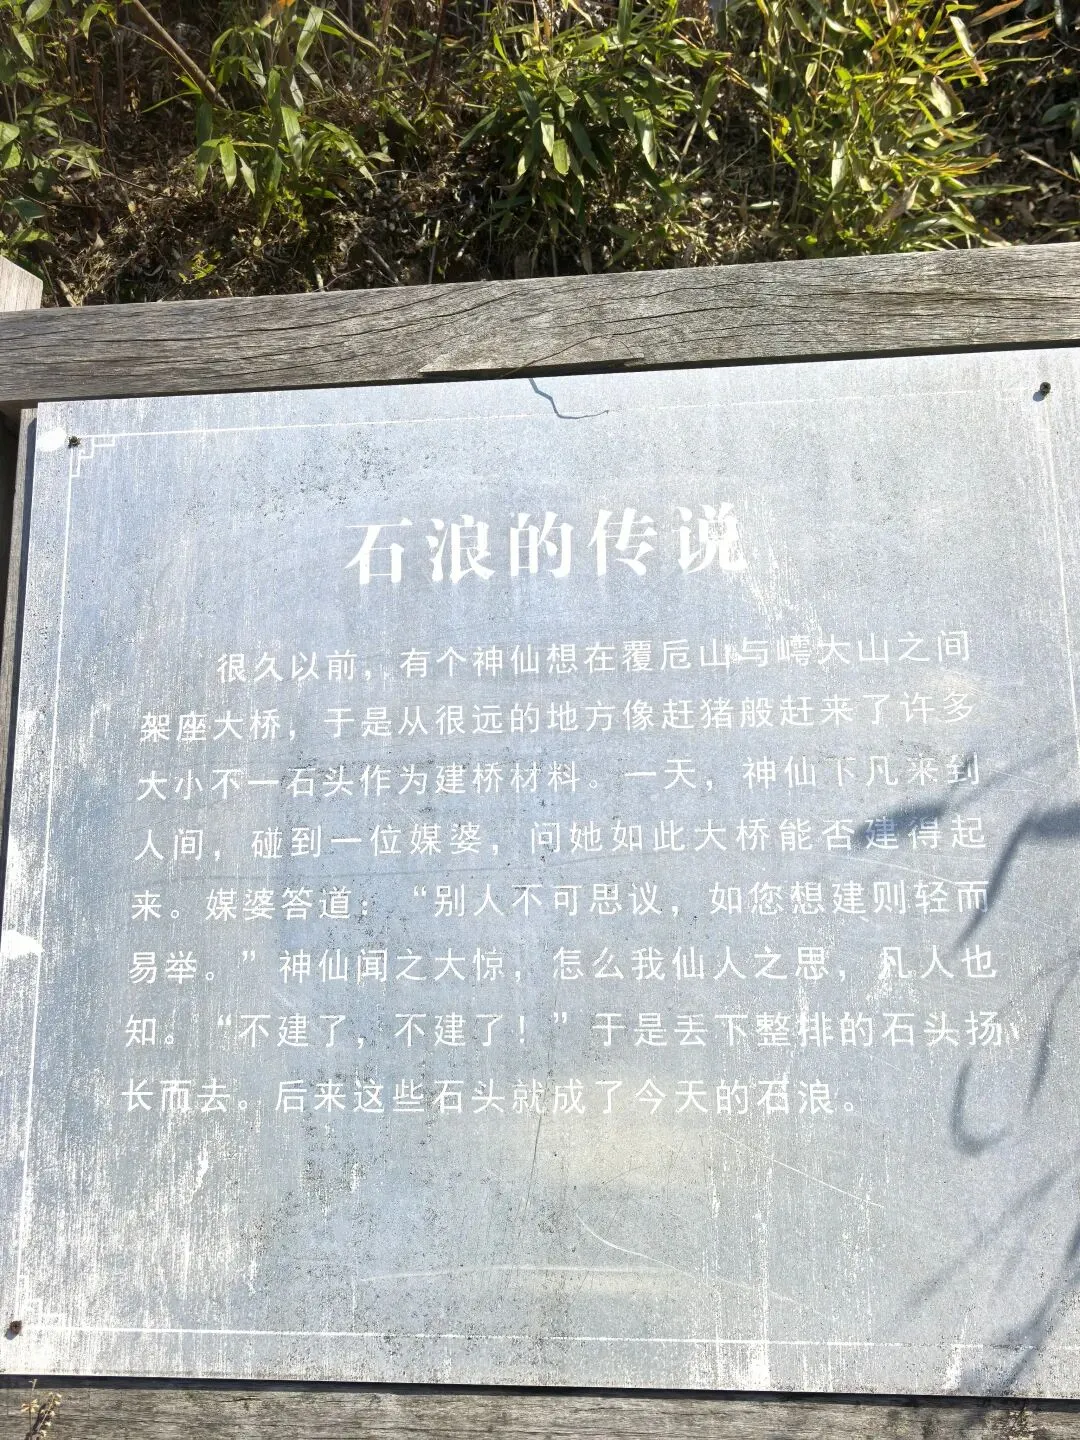 石浪的传说
很久以前，有个神仙想在覆卮山与嶀大山之间
架座大桥，于是从很远的地方像赶猪般赶来了许多
大小不一石头作为建桥材料。一天，神仙下凡来到
人间，碰到一位媒婆，问她如此大桥能否建得起
来。媒婆答道：“别人不可思议，如您想建则轻而
易举。”神仙闻之大惊，怎么我仙人之思，凡人也
知。“不建了，不建了！”于是丢下整排的石头扬
长而去。后来这些石头就成了今天的石浪。